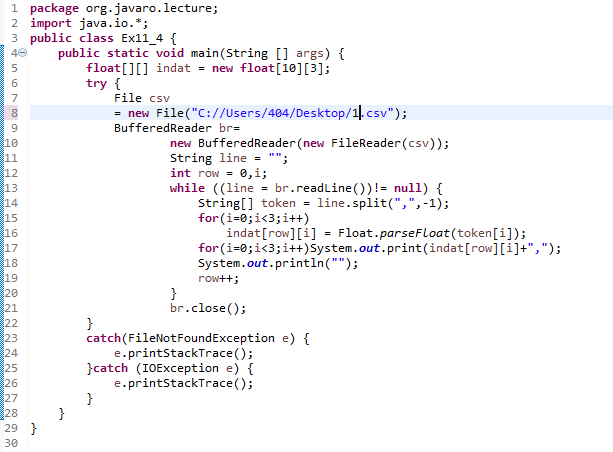 1 package org.javaro.lecture;
2 import java.io.*;
3 public class Ex11_4 {
4 public static void main(String [] args) {
5 float[][] indat = new float[10][3];
6 try {
7 File csv
8 = new File("C://Users/404/Desktop/1.csv");
9 BufferedReader br=
10 new BufferedReader(new FileReader(csv));
11 String line = "";
12 int row = 0,i;
13 while ((line = br.readLine())!= null) {
14 String[] token = line.split(",",-1);
15 for(i=0;i<3;i++)
16 indat[row][i] = Float.parseFloat(token[i]);
17 for(i=0;i<3;i++)System.out.print(indat[row][i]+",");
18 System.out.println("");
19 row++;
20 }
21 br.close();
22 }
23 catch(FileNotFoundException e) {
24 e.printStackTrace();
25 }catch (IOException e) {
26 e.printStackTrace();
27 }
28 }
29 }
30